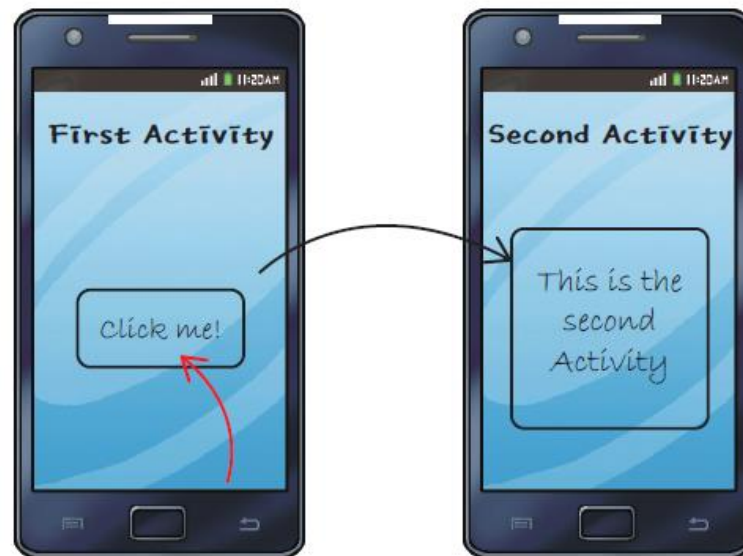 11:20AM
First Activity
Click me!
11:20AM
Second Activity
This is the
second
Activity